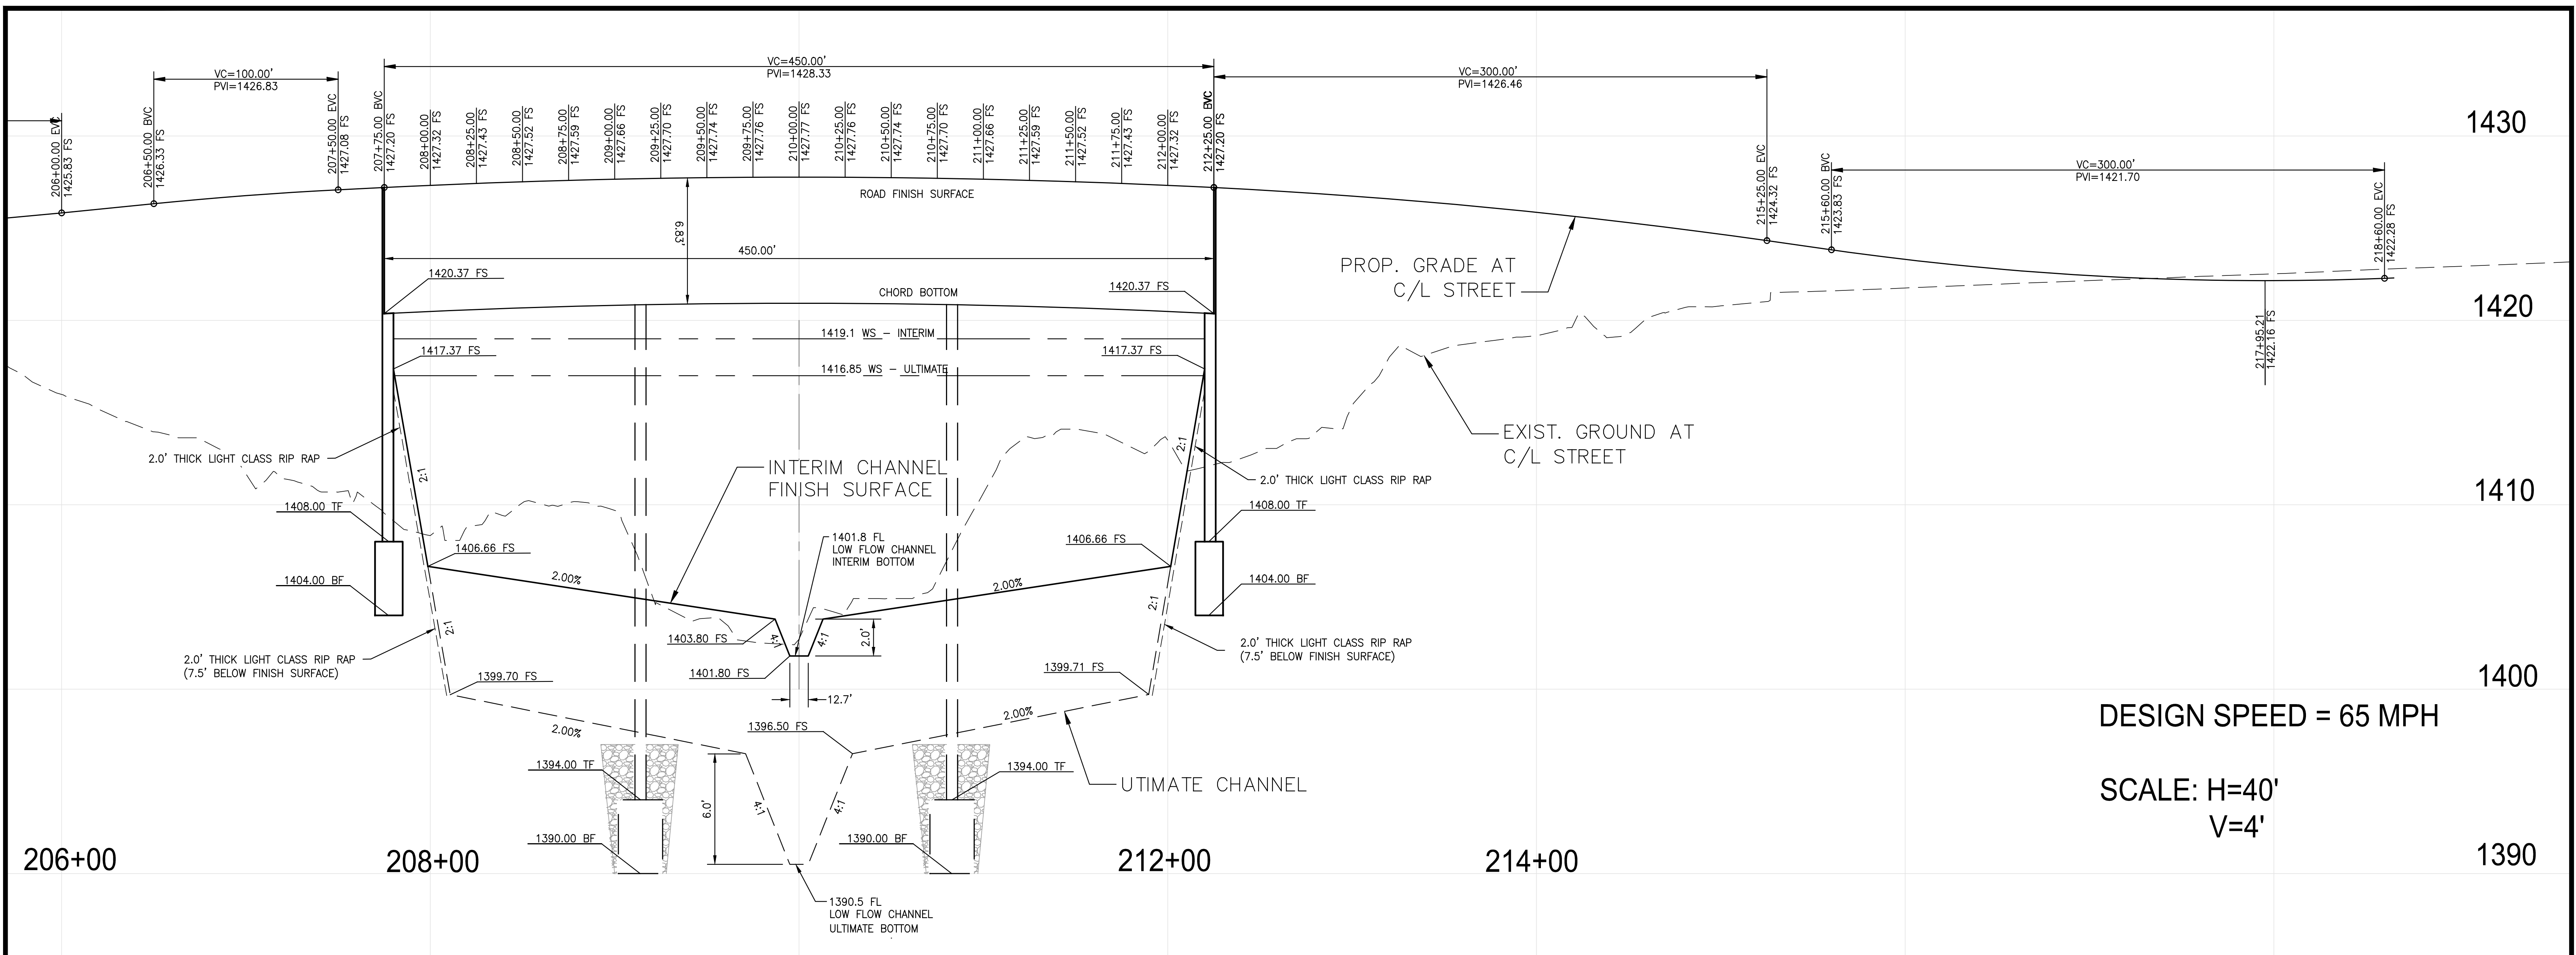 VC=100.00'
PVI=1426.83
VC=450.00'
PVI=1428.33
VC=300.00'
PVI=1426.46
VC=300.00'
PVI=1421.70
206+00.00 EVC
1425.83 FS
206+50.00 BVC
1426.33 FS
207+50.00 EVC
1427.08 FS
207+75.00 BVC
1427.20 FS
208+00.00
1427.32 FS
208+25.00
1427.43 FS
208+50.00
1427.52 FS
208+75.00
1427.59 FS
209+00.00
1427.66 FS
209+25.00
1427.70 FS
209+50.00
1427.74 FS
209+75.00
1427.76 FS
210+00.00
1427.77 FS
210+25.00
1427.76 FS
210+50.00
1427.74 FS
210+75.00
1427.70 FS
211+00.00
1427.66 FS
211+25.00
1427.59 FS
211+50.00
1427.52 FS
211+75.00
1427.43 FS
212+00.00
1427.32 FS
212+25.00 BVC
1427.20 FS
215+25.00 EVC
1424.32 FS
215+60.00 BVC
1423.83 FS
218+60.00 EVC
1422.28 FS
217+95.21
1422.16 FS
1430
1420
1410
1400
1390
ROAD FINISH SURFACE
6.83'
450.00'
PROP. GRADE AT
C/L STREET
1420.37 FS
CHORD BOTTOM
1420.37 FS
1419.1 WS - INTERIM
1417.37 FS
1417.37 FS
1416.85 WS - ULTIMATE
EXIST. GROUND AT
C/L STREET
2.0' THICK LIGHT CLASS RIP RAP
2:1
INTERIM CHANNEL
FINISH SURFACE
2:1
2.0' THICK LIGHT CLASS RIP RAP
1408.00 TF
1408.00 TF
1406.66 FS
1401.8 FL
LOW FLOW CHANNEL
INTERIM BOTTOM
1406.66 FS
2.00%
2.00%
1404.00 BF
1404.00 BF
2:1
2:1
1403.80 FS
4:1
4:1
2.0'
2.0' THICK LIGHT CLASS RIP RAP
(7.5' BELOW FINISH SURFACE)
2.0' THICK LIGHT CLASS RIP RAP
(7.5' BELOW FINISH SURFACE)
1399.70 FS
1401.80 FS
1399.71 FS
12.7'
2.00%
1396.50 FS
2.00%
1394.00 TF
1394.00 TF
UTIMATE CHANNEL
6.0'
4:1
4:1
1390.00 BF
1390.00 BF
1390.5 FL
LOW FLOW CHANNEL
ULTIMATE BOTTOM
DESIGN SPEED = 65 MPH
SCALE: H=40'
V=4'
206+00
208+00
212+00
214+00